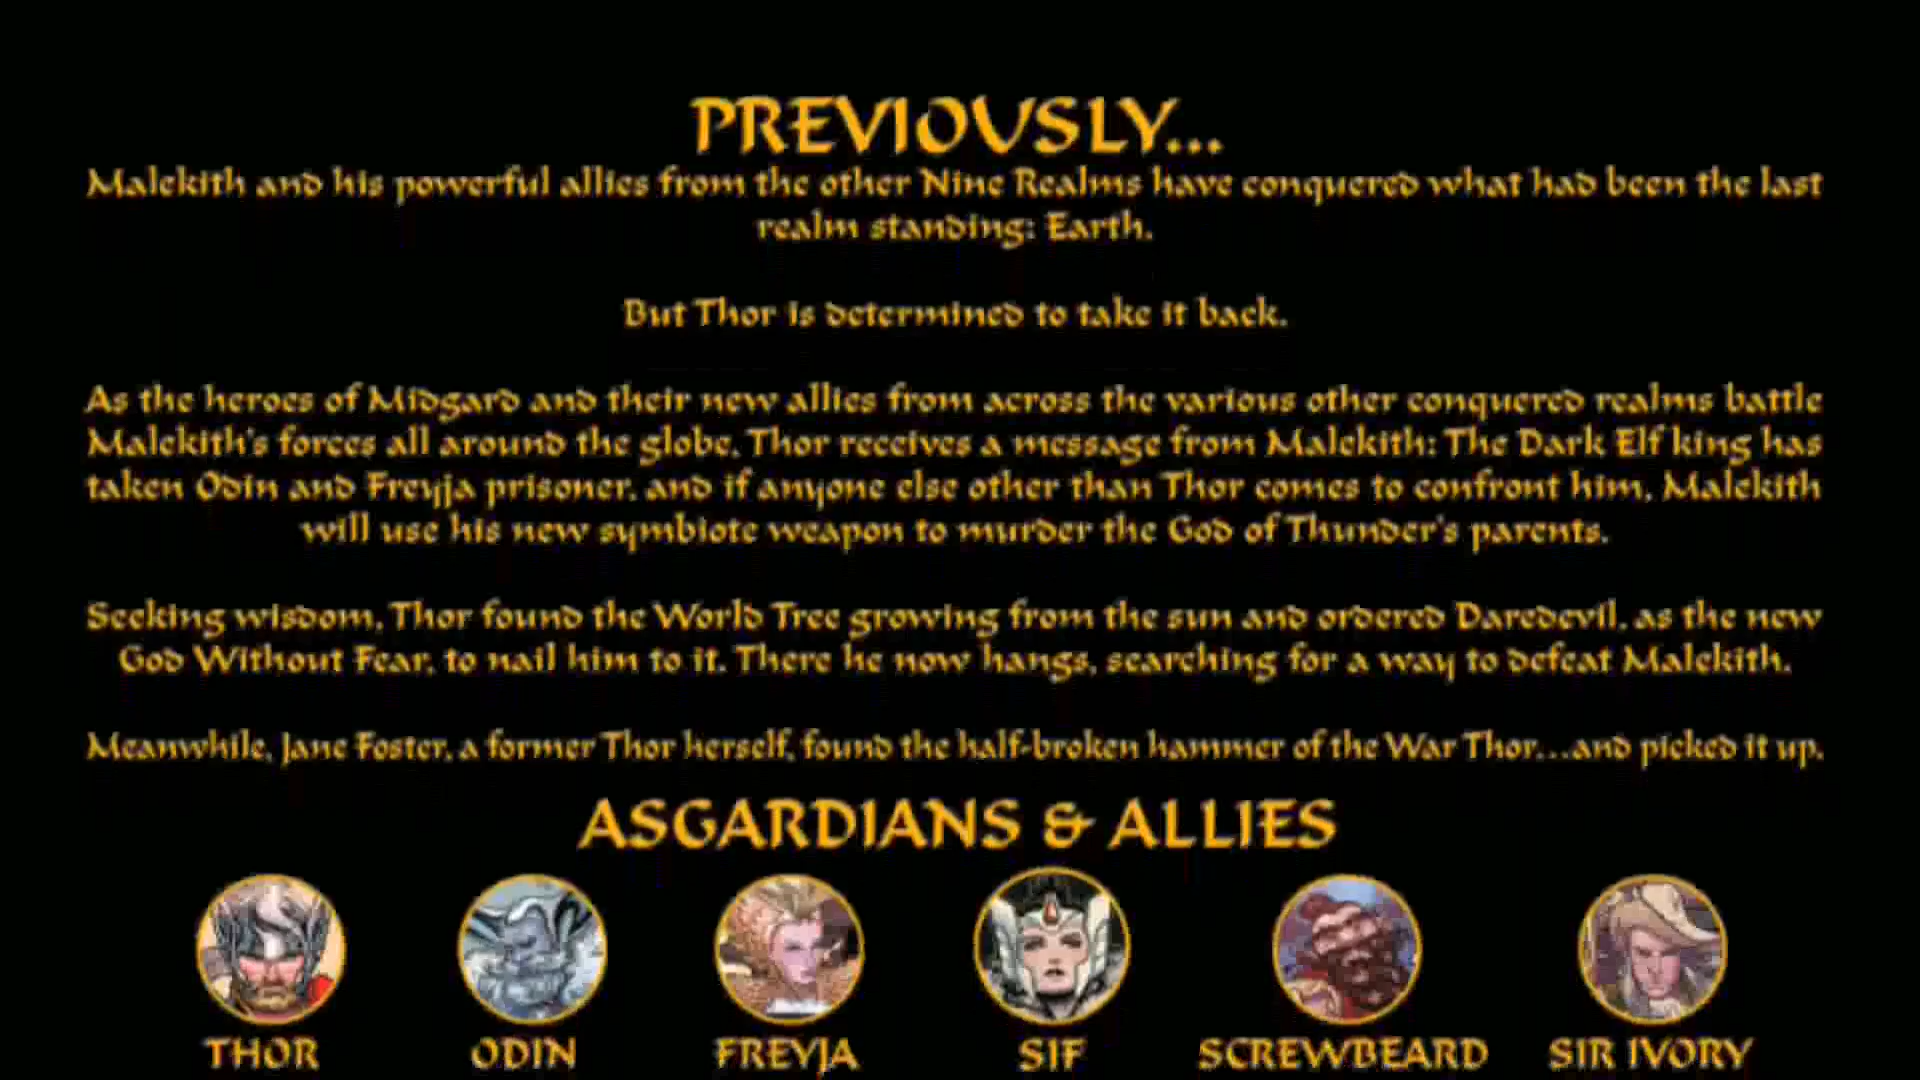 PREVIOUSLY...
Malekith and his powerful allies from the other Nine Realms have conquered what had been the last
realm standing: Earth.
But Thor is determined to take it back.
As the heroes of Midgard and their new allies from across the various other conquered realms battle
Malekith's forces all around the globe, Thor receives a message from Malekith: The Dark Elf king has
taken Odin and Freyja prisoner, and if anyone else other than Thor comes to confront him, Malekith
will use his new symbiote weapon to murder the God of Thunder's parents.
Seeking wisdom, Thor found the World Tree growing from the sun and ordered Daredevil, as the new
God Without Fear, to nail him to it. There he now hangs, searching for a way to defeat Malekith.
Meanwhile, Jane Foster, a former Thor herself, found the half-broken hammer of the War Thor...and picked it up.
ASGARDIANS & ALLIES
THOR ODIN FREYJA SIF SCREWBEARD SIR IVORY